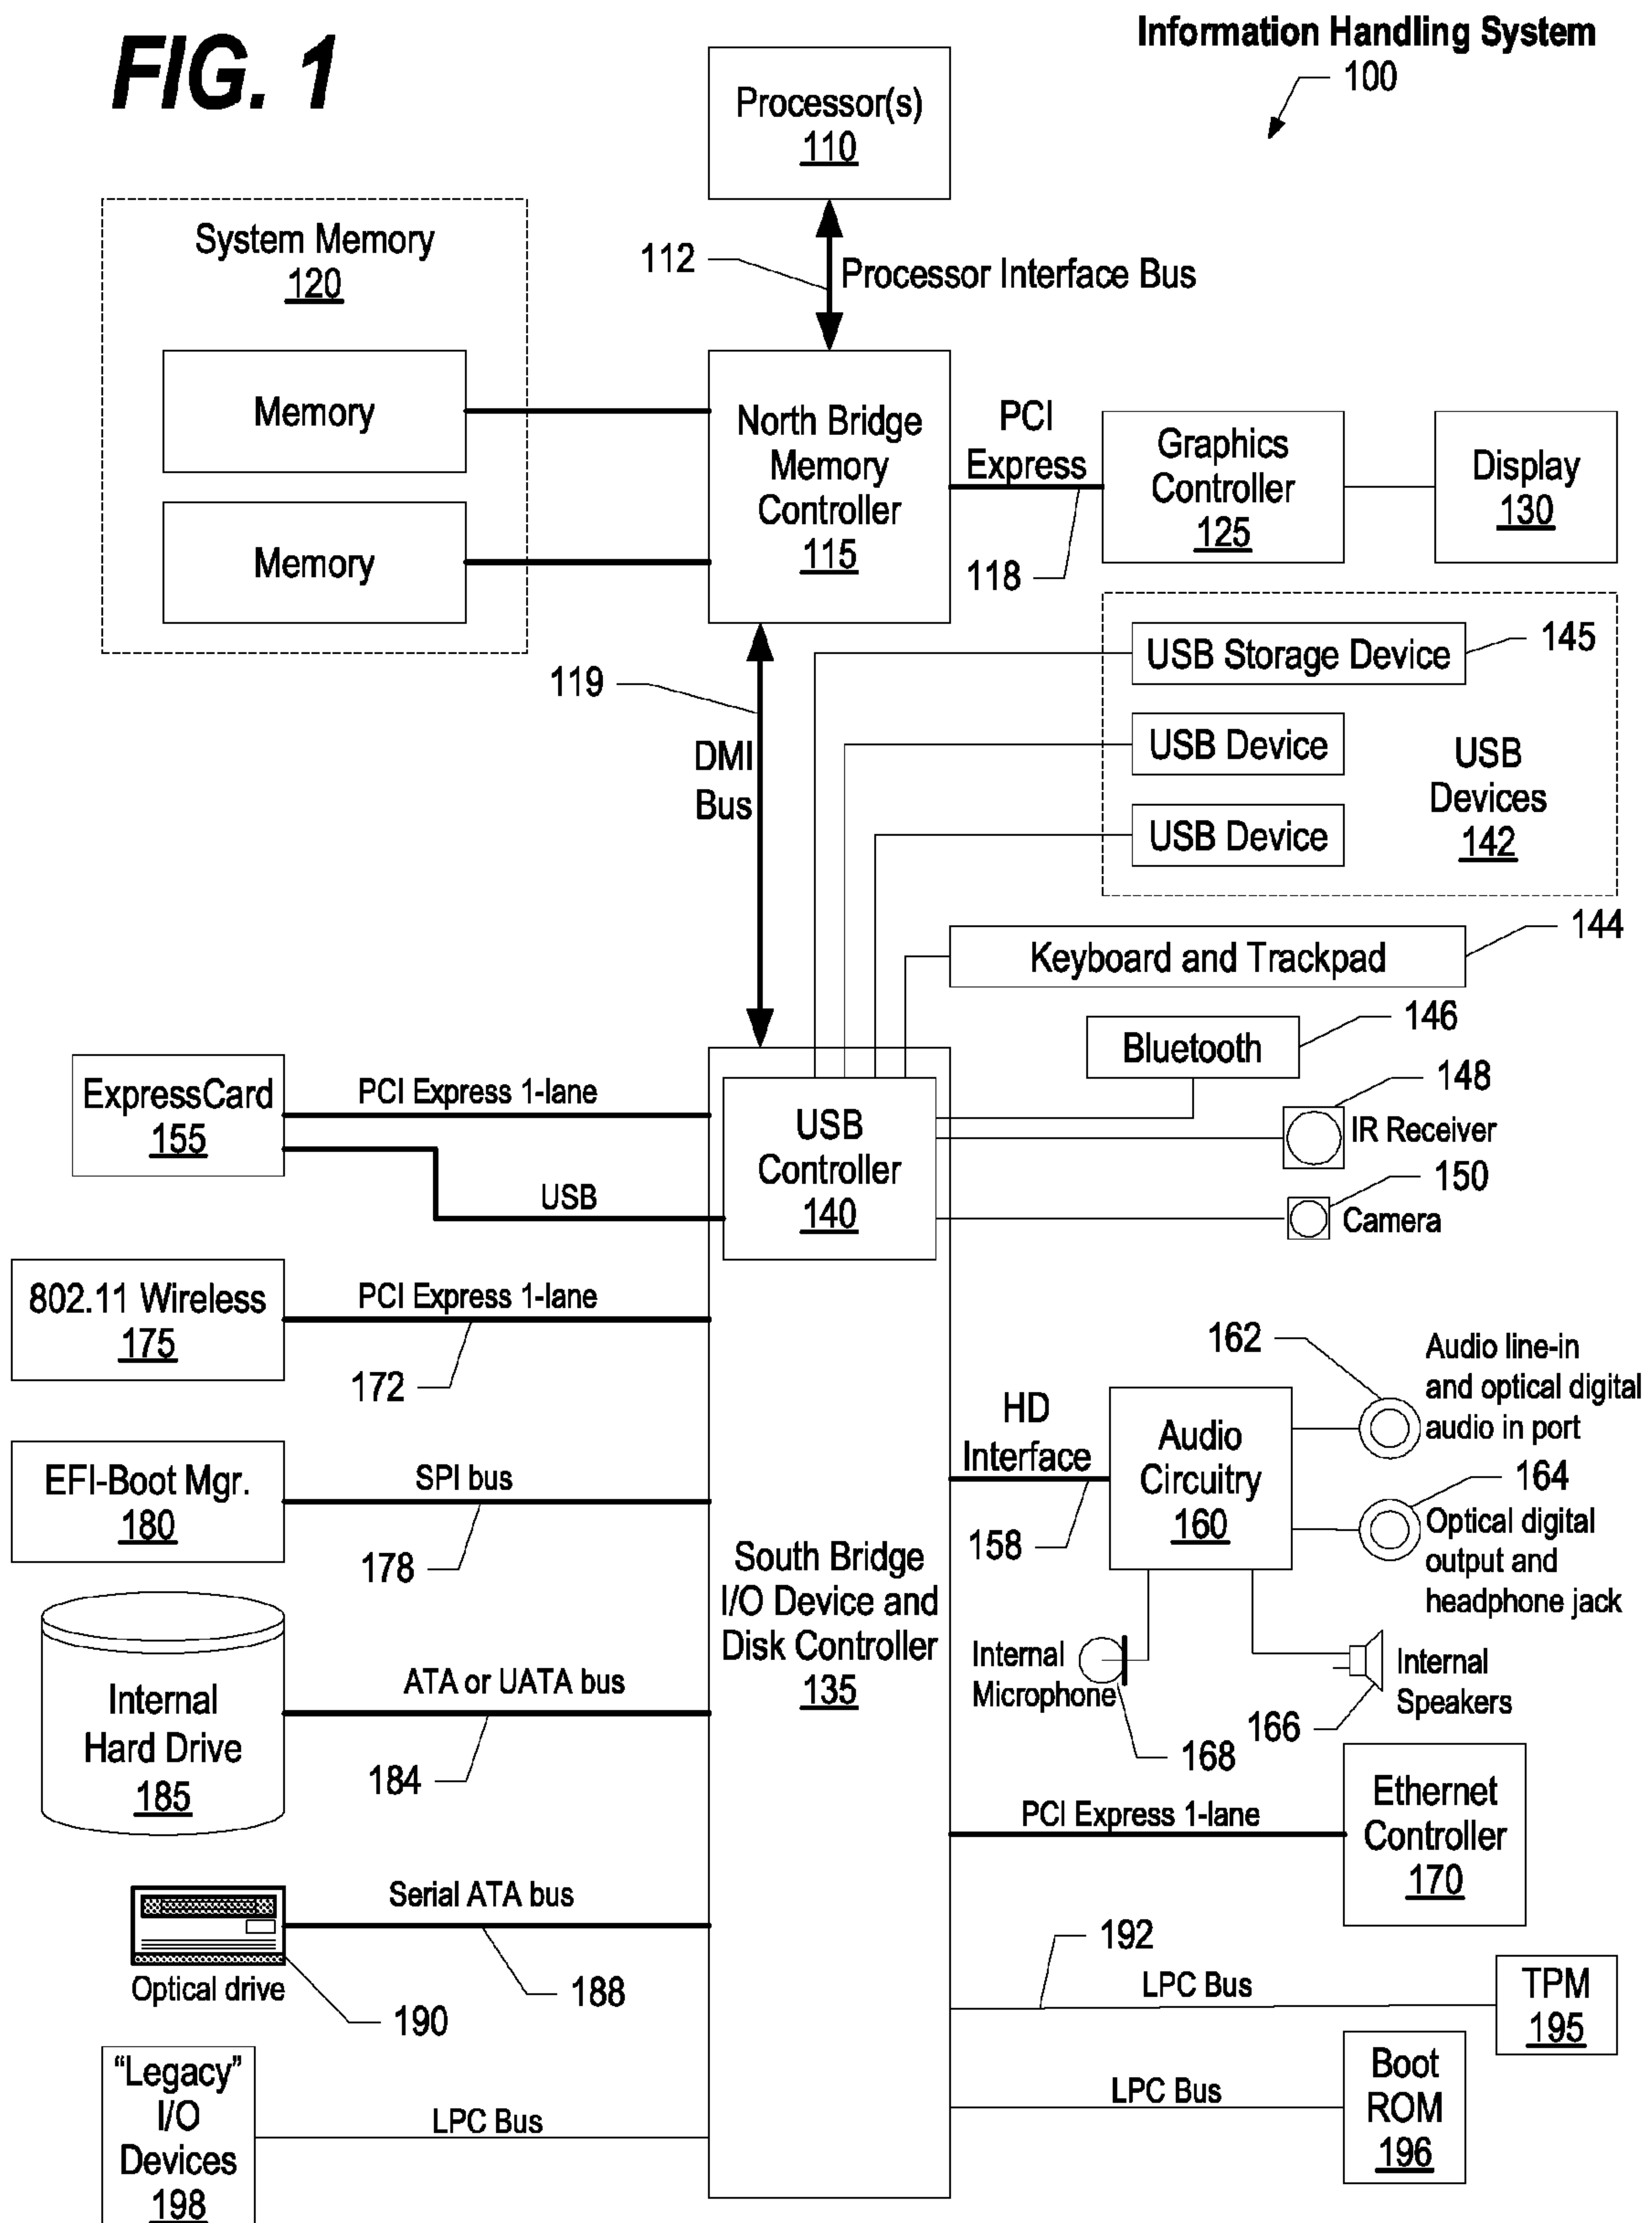 FIG. 1
Information Handling System
100
Processor(s)
110
System Memory
120
112
Processor Interface Bus
Memory
Memory
North Bridge
Memory
Controller
115
PCI
Express
118
Graphics
Controller
125
Display
130
119
DMI
Bus
USB Storage Device
145
USB Device
USB Device
USB
Devices
142
Keyboard and Trackpad
144
Bluetooth
146
148
IR Receiver
150
Camera
ExpressCard
155
PCI Express 1-lane
USB
USB
Controller
140
802.11 Wireless
175
PCI Express 1-lane
172
EFI-Boot Mgr.
180
SPI bus
178
South Bridge
I/O Device and
Disk Controller
135
HD
Interface
158
Audio
Circuitry
160
162
Audio line-in
and optical digital
audio in port
164
Optical digital
output and
headphone jack
Internal
Microphone
168
166
Internal
Speakers
Internal
Hard Drive
185
ATA or UATA bus
184
PCI Express 1-lane
Ethernet
Controller
170
Serial ATA bus
188
Optical drive
190
192
LPC Bus
TPM
195
LPC Bus
Boot
ROM
196
“Legacy”
I/O
Devices
198
LPC Bus